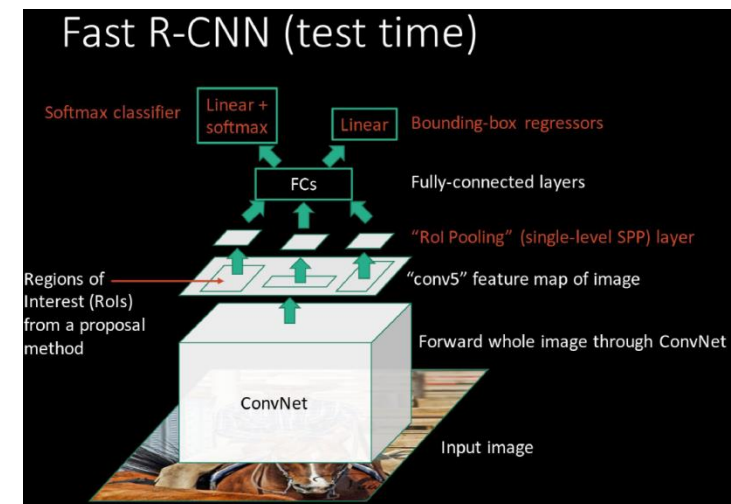 Fast R-CNN (test time)
Softmax classifier
Linear +
softmax
Linear
Bounding-box regressors
FCs
Fully-connected layers
“RoI Pooling” (single-level SPP) layer
Regions of
Interest (RoIs)
from a proposal
method
“conv5” feature map of image
Forward whole image through ConvNet
ConvNet
Input image